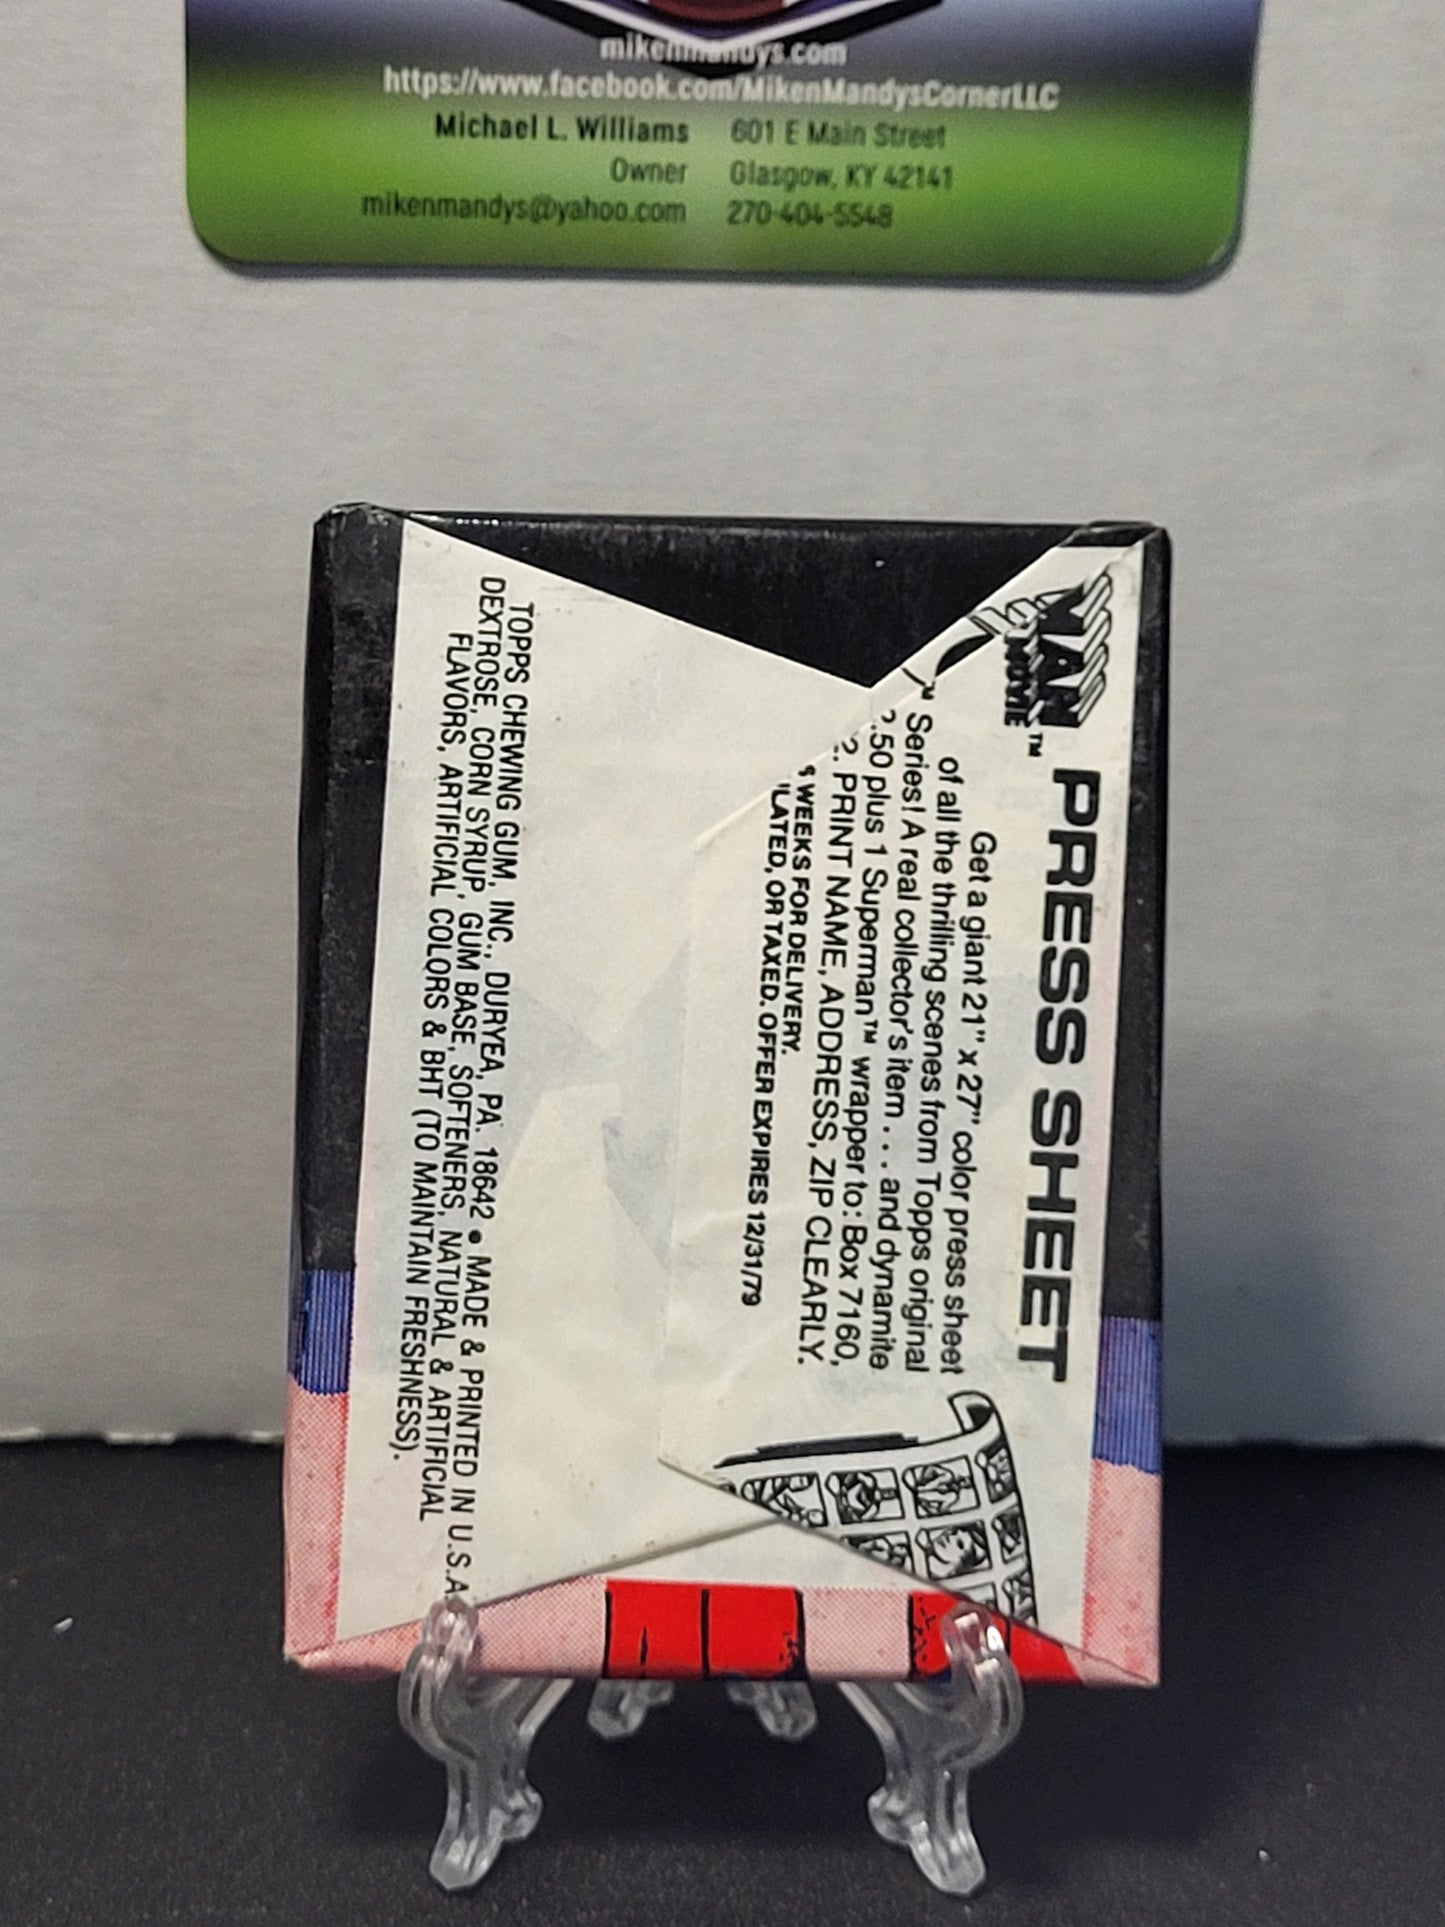 mikenmandys.com
https://www.facebook.com/MikenMandysCornerLLC
Michael L. Williams
Owner
mikenmandys@yahoo.com
601 E Main Street
Glasgow, KY 42141
270-404-5548
MAN
MOVIE™
PRESS SHEET
Get a giant 21" x 27" color press sheet
of all the thrilling scenes from Topps original
Series! A real collector's item . . . and dynamite
.50 plus 1 Superman™ wrapper to: Box 7160,
2. PRINT NAME, ADDRESS, ZIP CLEARLY.
WEEKS FOR DELIVERY.
LATED, OR TAXED. OFFER EXPIRES 12/31/79
TOPPS CHEWING GUM, INC., DURYEA, PA. 18642 • MADE & PRINTED IN U.S.A
DEXTROSE, CORN SYRUP, GUM BASE, SOFTENERS, NATURAL & ARTIFICIAL
FLAVORS, ARTIFICIAL COLORS & BHT (TO MAINTAIN FRESHNESS).